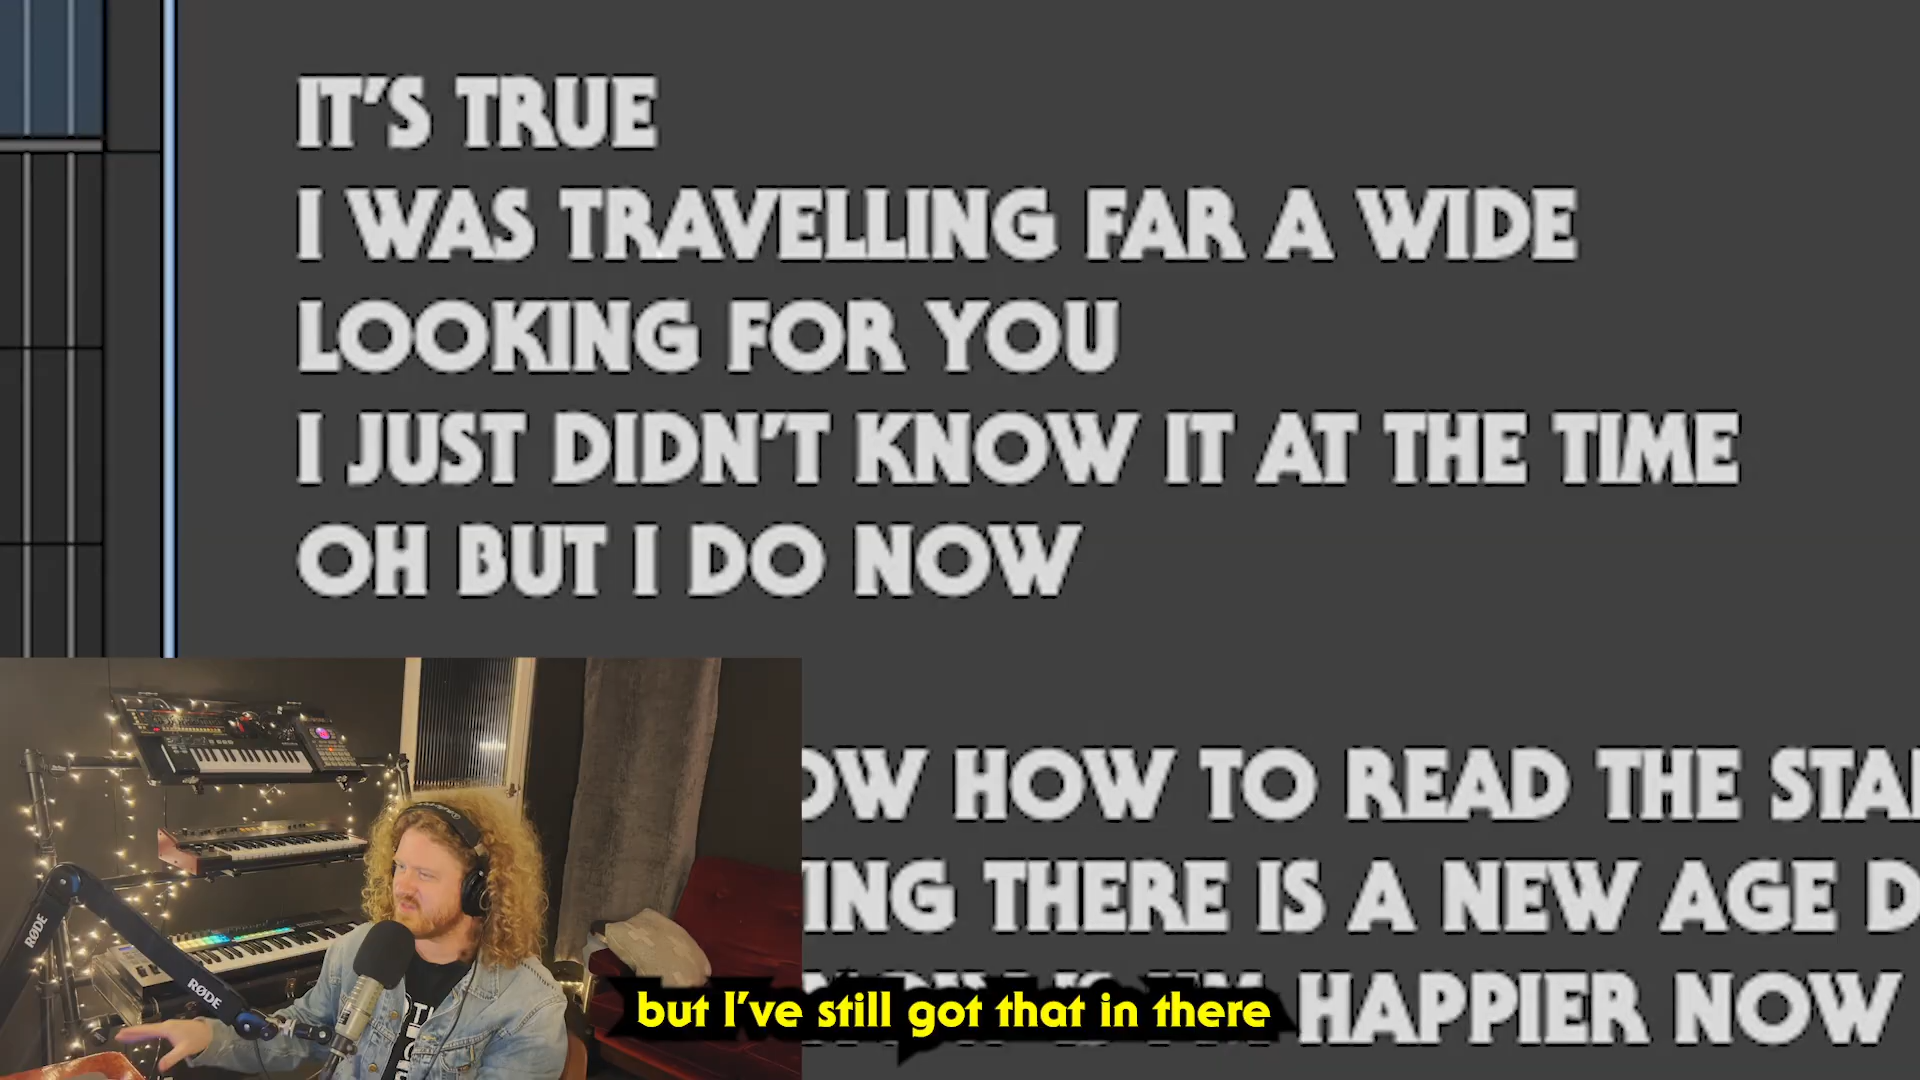 IT'S TRUE
I WAS TRAVELLING FAR A WIDE
LOOKING FOR YOU
I JUST DIDN'T KNOW IT AT THE TIME
OH BUT I DO NOW
HOW TO READ THE
THERE IS A NEW AGE
HAPPIER NOW
but I've still got that in there
RØDE
RØDE